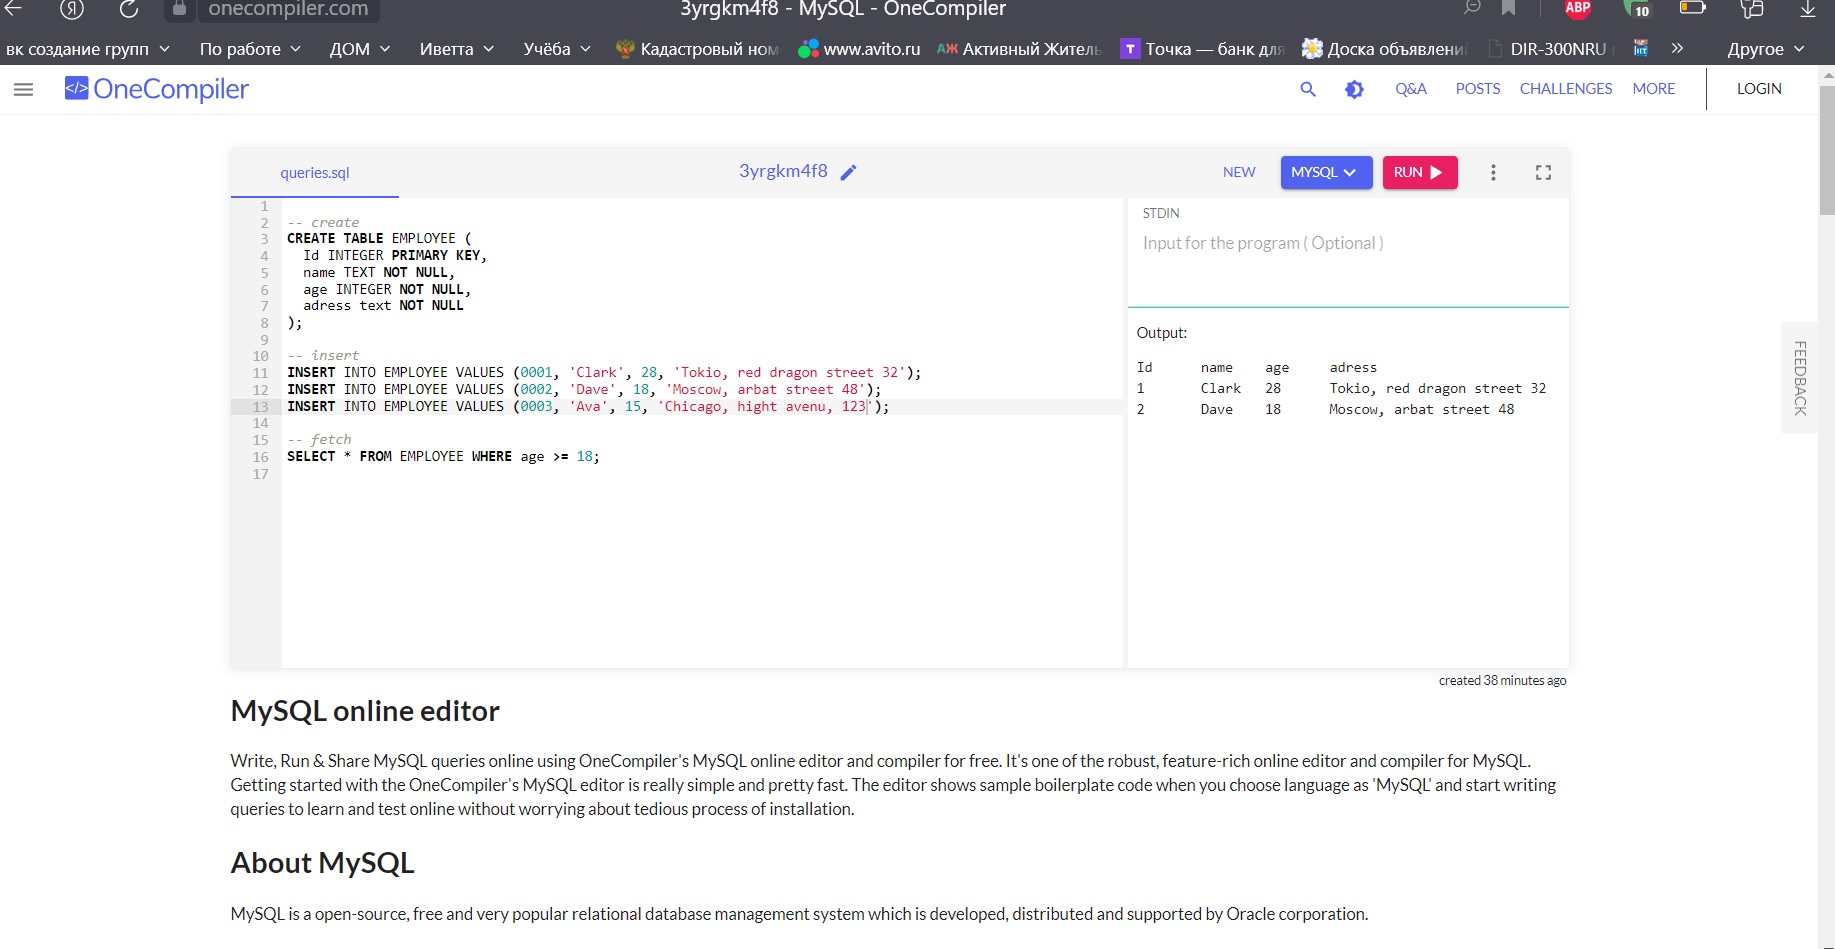 onecompiler.com 3yrgkm4f8 - MySQL - OneCompiler ABP 10
вк создание групп По работе ДОМ Иветта Учёба Кадастровый ном www.avito.ru АЖ Активный Житель Т Точка — банк для Доска объявлени DIR-300NRU » Другое
</> OneCompiler Q&A POSTS CHALLENGES MORE LOGIN
queries.sql 3yrgkm4f8 NEW MYSQL RUN
1
2 -- create
3 CREATE TABLE EMPLOYEE (
4 Id INTEGER PRIMARY KEY,
5 name TEXT NOT NULL,
6 age INTEGER NOT NULL,
7 adress text NOT NULL
8 );
9
10 -- insert
11 INSERT INTO EMPLOYEE VALUES (0001, 'Clark', 28, 'Tokio, red dragon street 32');
12 INSERT INTO EMPLOYEE VALUES (0002, 'Dave', 18, 'Moscow, arbat street 48');
13 INSERT INTO EMPLOYEE VALUES (0003, 'Ava', 15, 'Chicago, hight avenu, 123');
14
15 -- fetch
16 SELECT * FROM EMPLOYEE WHERE age >= 18;
17
STDIN
Input for the program ( Optional )
Output:
Id name age adress
1 Clark 28 Tokio, red dragon street 32
2 Dave 18 Moscow, arbat street 48
FEEDBACK
created 38 minutes ago
MySQL online editor
Write, Run & Share MySQL queries online using OneCompiler's MySQL online editor and compiler for free. It's one of the robust, feature-rich online editor and compiler for MySQL.
Getting started with the OneCompiler's MySQL editor is really simple and pretty fast. The editor shows sample boilerplate code when you choose language as 'MySQL' and start writing
queries to learn and test online without worrying about tedious process of installation.
About MySQL
MySQL is a open-source, free and very popular relational database management system which is developed, distributed and supported by Oracle corporation.